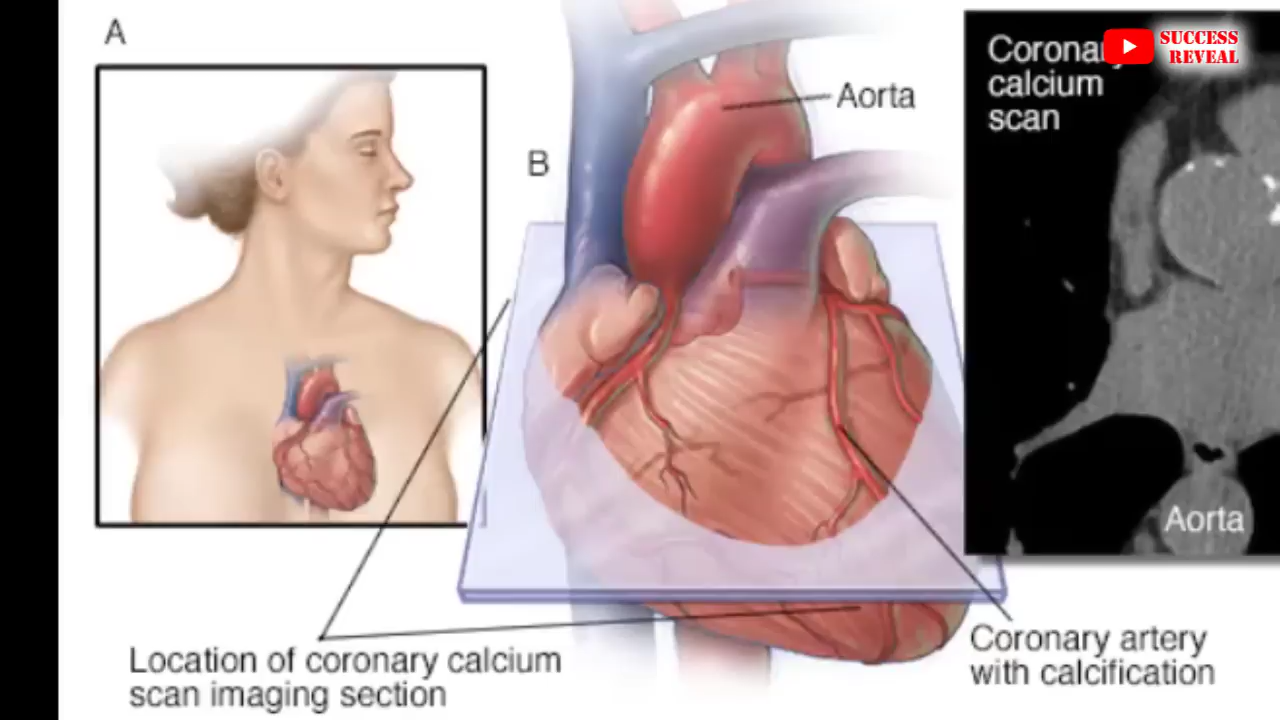 A
B
Aorta
Coronary
calcium
scan
SUCCESS
REVEAL
Aorta
Location of coronary calcium
scan imaging section
Coronary artery
with calcification